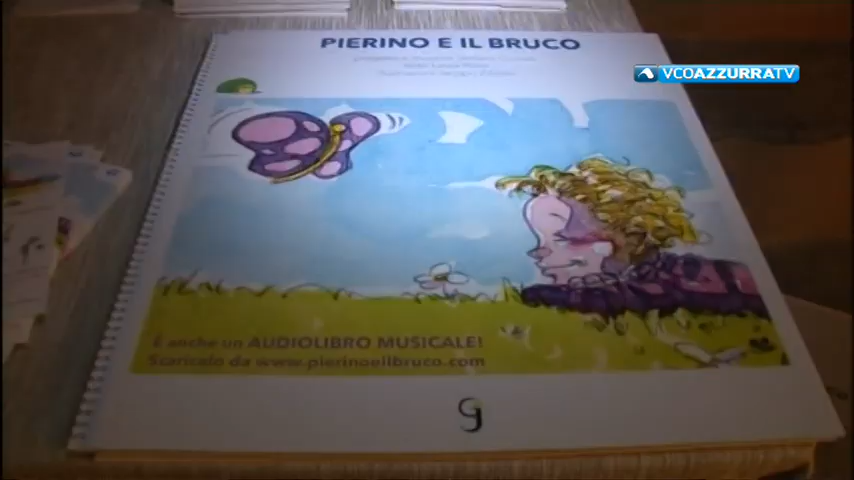 PIERINO E IL BRUCO
VCOAZZURRATV
È anche un AUDIOLIBRO MUSICALE!
Scaricalo da www.pierinoeilbruco.com
g